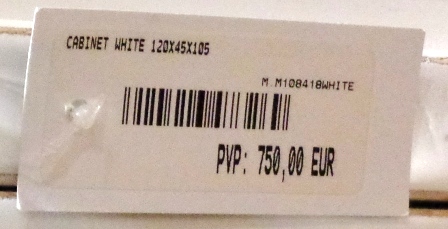 CABINET WHITE 120X45X105
M.M108418WHITE
PVP: 750,00 EUR